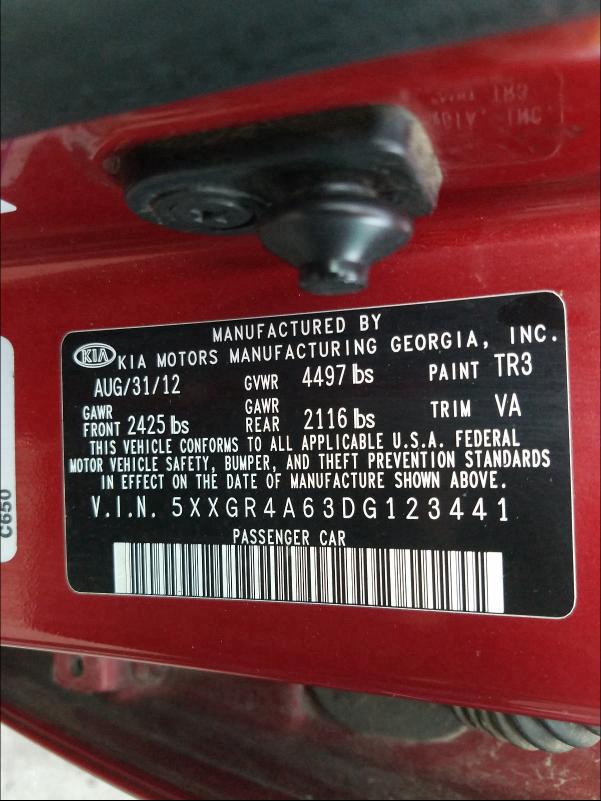 MANUFACTURED BY
KIA KIA MOTORS MANUFACTURING GEORGIA, INC.
AUG/31/12 GVWR 4497 lbs PAINT TR3
GAWR FRONT 2425 lbs GAWR REAR 2116 lbs TRIM VA
THIS VEHICLE CONFORMS TO ALL APPLICABLE U.S.A. FEDERAL
MOTOR VEHICLE SAFETY, BUMPER, AND THEFT PREVENTION STANDARDS
IN EFFECT ON THE DATE OF MANUFACTURE SHOWN ABOVE.
V.I.N. 5XXGR4A63DG123441
PASSENGER CAR
C650